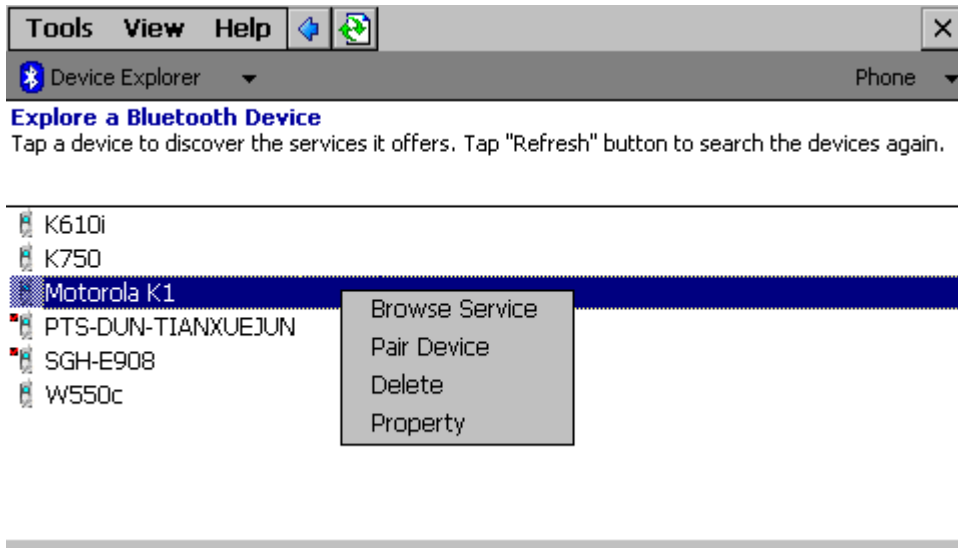 Tools View Help
Device Explorer Phone
Explore a Bluetooth Device
Tap a device to discover the services it offers. Tap "Refresh" button to search the devices again.
K610i
K750
Motorola K1
PTS-DUN-TIANXUEJUN
SGH-E908
W550c
Browse Service
Pair Device
Delete
Property